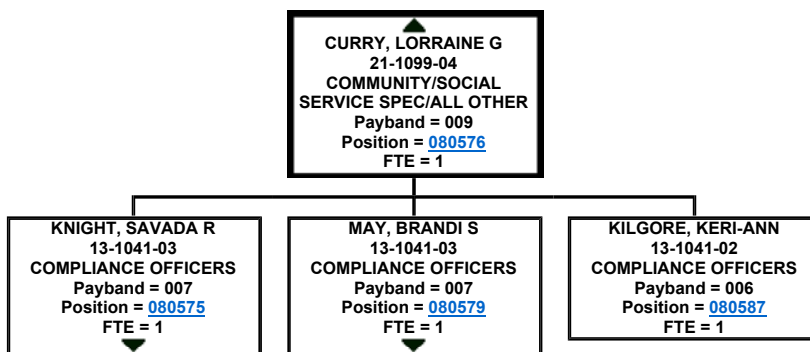 CURRY, LORRAINE G
21-1099-04
COMMUNITY/SOCIAL
SERVICE SPEC/ALL OTHER
Payband = 009
Position = 080576
FTE = 1
KNIGHT, SAVADA R
13-1041-03
COMPLIANCE OFFICERS
Payband = 007
Position = 080575
FTE = 1
MAY, BRANDI S
13-1041-03
COMPLIANCE OFFICERS
Payband = 007
Position = 080579
FTE = 1
KILGORE, KERI-ANN
13-1041-02
COMPLIANCE OFFICERS
Payband = 006
Position = 080587
FTE = 1